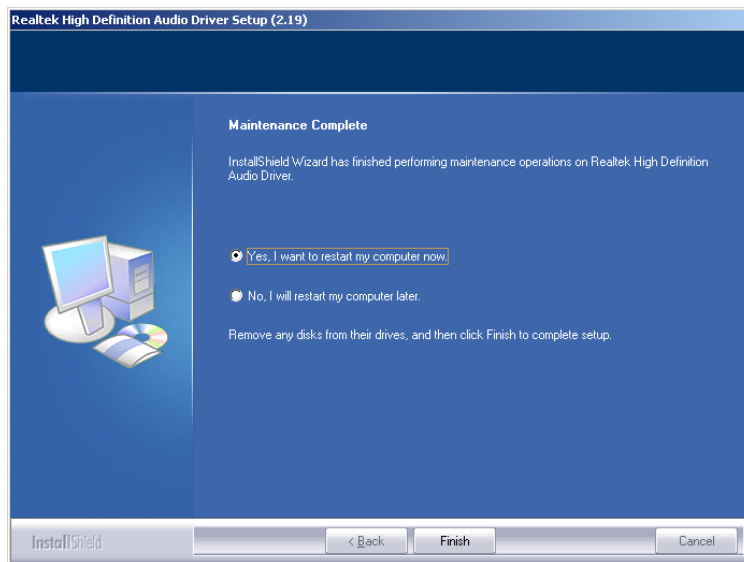 Realtek High Definition Audio Driver Setup (2.19)
Maintenance Complete
InstallShield Wizard has finished performing maintenance operations on Realtek High Definition
Audio Driver.
Yes, I want to restart my computer now.
No, I will restart my computer later.
Remove any disks from their drives, and then click Finish to complete setup.
InstallShield
< Back
Finish
Cancel